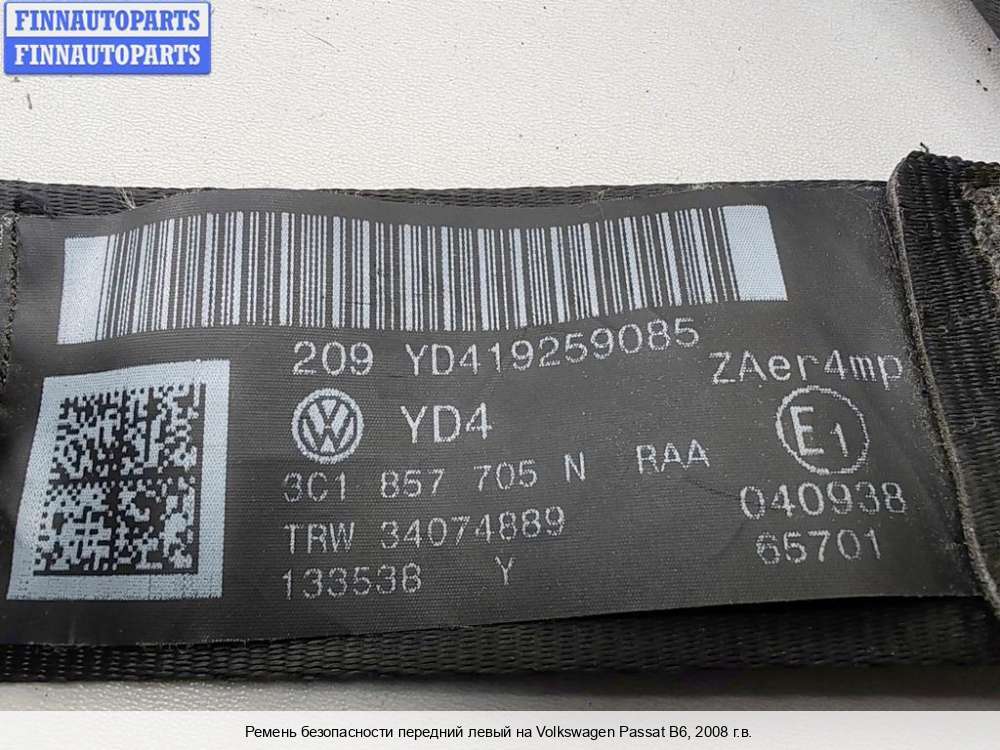 FINNAUTOPARTS
FINNAUTOPARTS
209 YD419259085
ZAer4mp
YD4
E1
3C1 857 705 N RAA
040938
TRW 34074889
65701
133538 Y
Ремень безопасности передний левый на Volkswagen Passat B6, 2008 г.в.